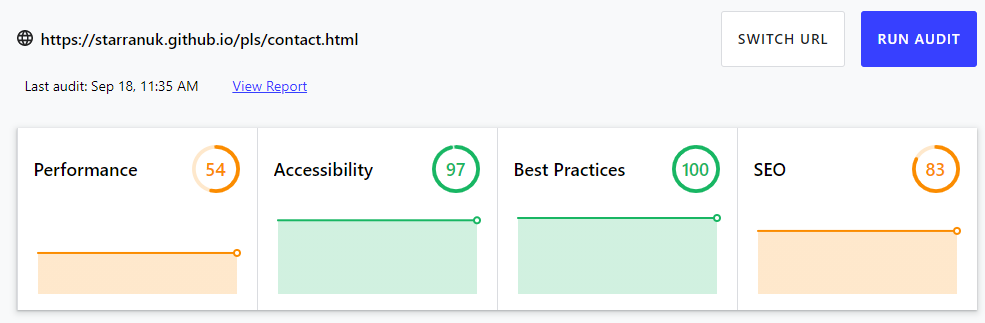 https://starranuk.github.io/pls/contact.html
SWITCH URL
RUN AUDIT
Last audit: Sep 18, 11:35 AM
View Report
Performance
54
Accessibility
97
Best Practices
100
SEO
83